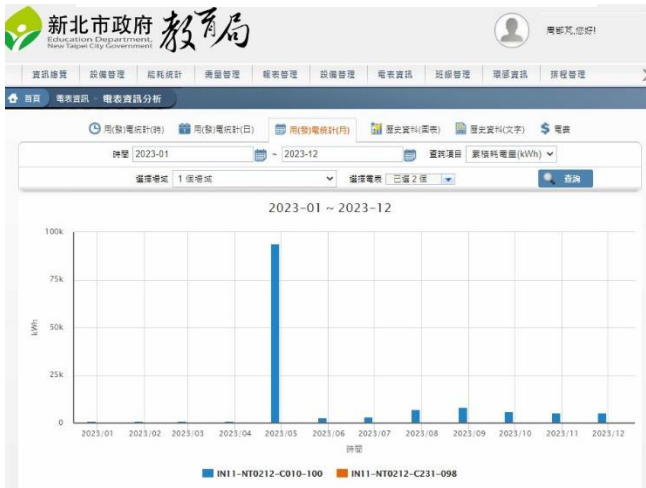 新北市政府 教育局
Education Department,
New Taipei City Government
您好!
資訊總覽 設備管理 能耗統計 需量管理 報表管理 設備管理 電表資訊 班級管理 環感資訊 排程管理
首頁 電表資訊 電表資訊分析
用(發)電統計(時) 用(發)電統計(日) 用(發)電統計(月) 歷史資料(圖表) 歷史資料(文字) 電費
時間 2023-01 ~ 2023-12 查詢項目 累積耗電量(kWh)
選擇場域 1 個場域 選擇電表 已選 2 個 查詢
2023-01 ~ 2023-12
100k
75k
50k
25k
0
kWh
2023/01 2023/02 2023/03 2023/04 2023/05 2023/06 2023/07 2023/08 2023/09 2023/10 2023/11 2023/12
時間
IN11-NT0212-C010-100 IN11-NT0212-C231-098